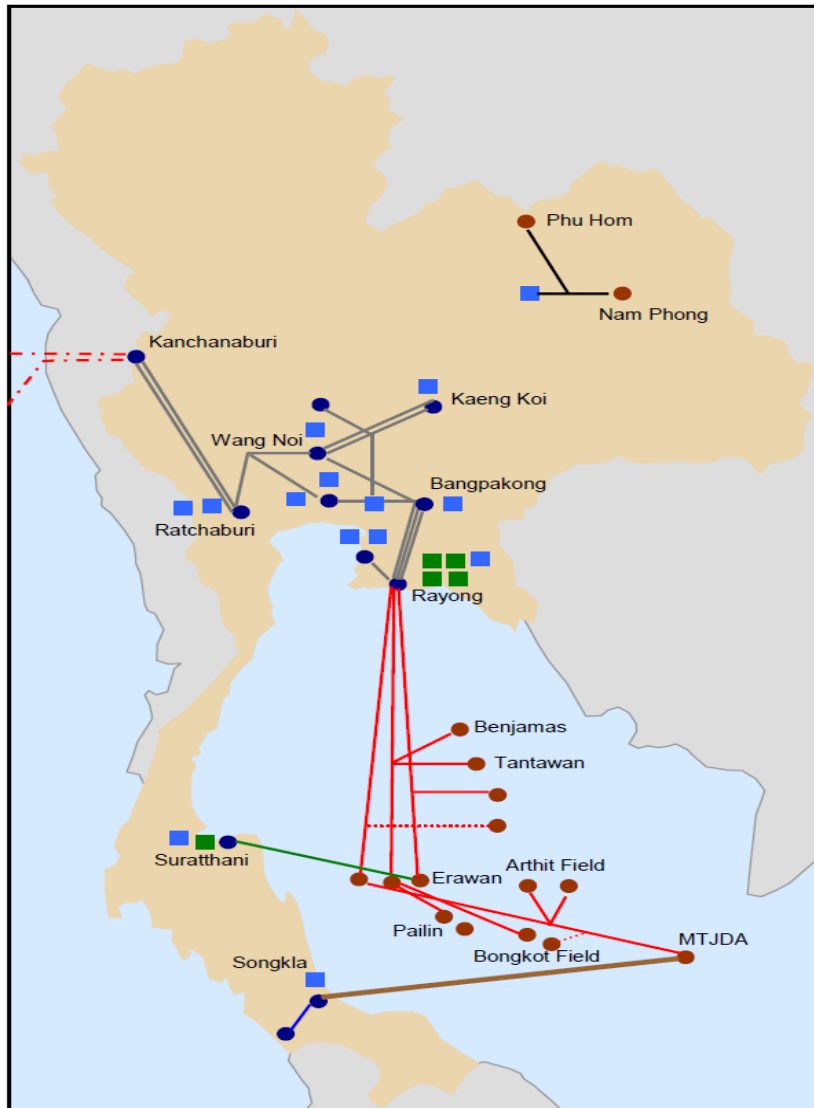 Phu Hom
Nam Phong
Kanchanaburi
Kaeng Koi
Wang Noi
Bangpakong
Ratchaburi
Rayong
Benjamas
Tantawan
Suratthani
Erawan
Arthit Field
Pailin
Bongkot Field
MTJDA
Songkla